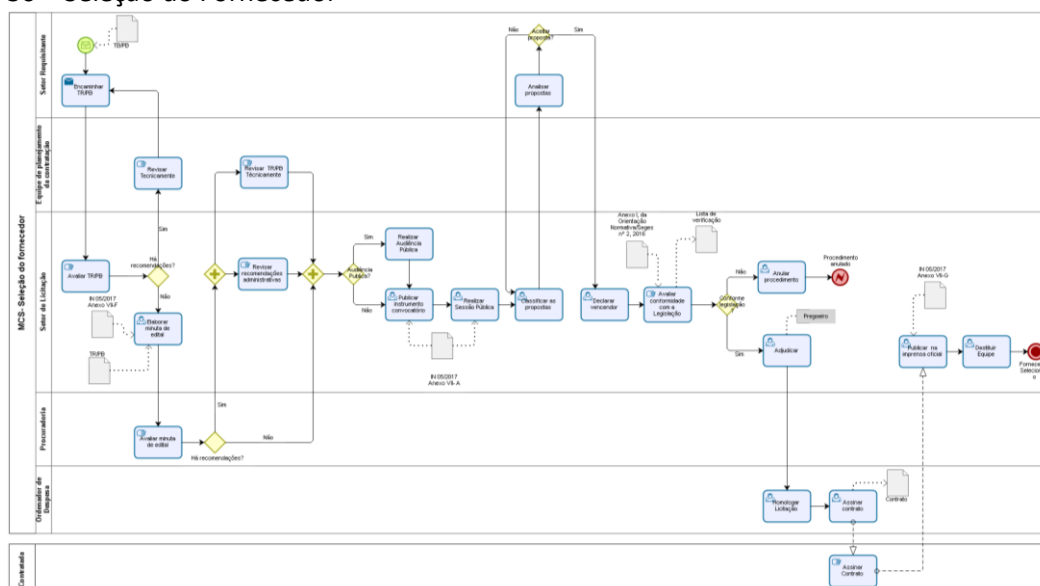 Seleção do Fornecedor
MCS- Seleção do fornecedor
Setor Requisitante
TR/PB
Encaminhar
TR/PB
Não
Aceitar
proposta?
Sim
Analisar
propostas
Equipe de planejamento
da contratação
Revisar
Tecnicamente
Revisar TR/PB
Técnicamente
Setor de Licitação
Sim
Avaliar TR/PB
Há
recomendações?
Não
IN 05/2017
Anexo VII-F
Elaborar
minuta de
edital
TR/PB
Revisar
recomendações
administrativas
Audiência
Pública?
Sim
Não
Realizar
Audiência
Pública
Publicar
instrumento
convocatório
Realizar
Sessão Pública
Classificar as
propostas
IN 05/2017
Anexo VII- A
Declarar
vencendor
Anexo I, da
Orientação
Normativa/Seges
nº 2, 2016
Lista de
verificação
Avaliar
conformidade
com a
Legislação
Não
Conforme
legislação
?
Sim
Anular
procedimento
Procedimento
anulado
Pregoeiro
Adjudicar
IN 05/2017
Anexo VII-G
Publicar na
imprensa oficial
Destituir
Equipe
Procuradoria
Sim
Avaliar minuta
de edital
Não
Há recomendações?
Ordenador de
Despesa
Homologar
Licitação
Assinar
contrato
Contrato
Contratada
Assinar
Contrato